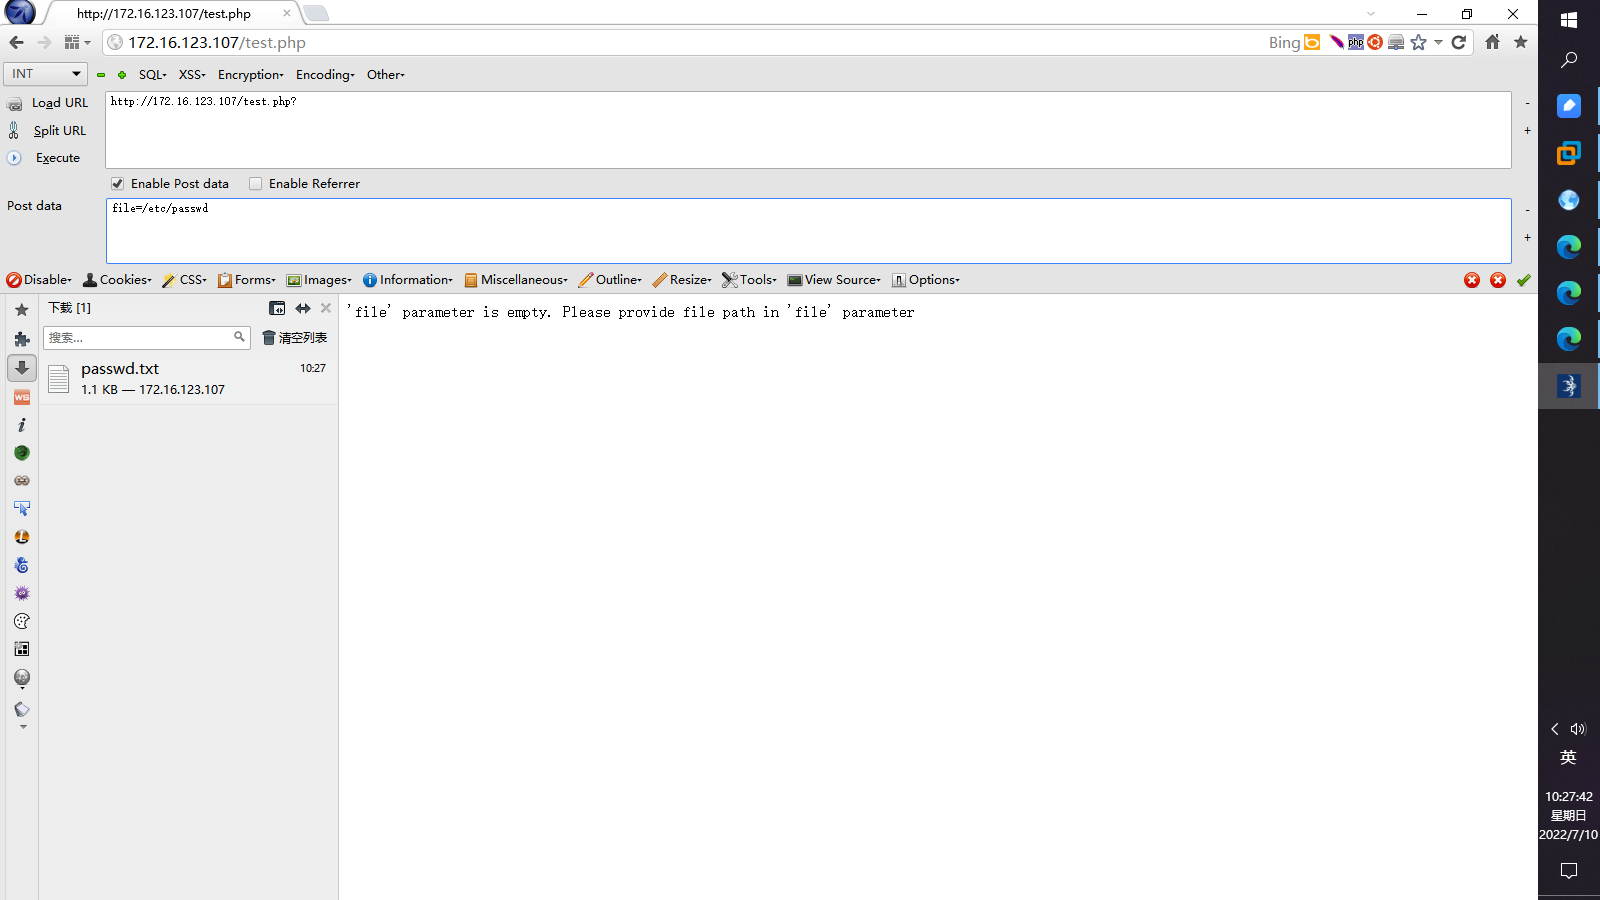 http://172.16.123.107/test.php
172.16.123.107/test.php
Bing
php
INT
SQL
XSS
Encryption
Encoding
Other
Load URL
http://172.16.123.107/test.php?
Split URL
Execute
Enable Post data
Enable Referrer
Post data
file=/etc/passwd
Disable
Cookies
CSS
Forms
Images
Information
Miscellaneous
Outline
Resize
Tools
View Source
Options
下载 [1]
搜索...
清空列表
passwd.txt
10:27
1.1 KB — 172.16.123.107
'file' parameter is empty. Please provide file path in 'file' parameter
英
10:27:42
星期日
2022/7/10